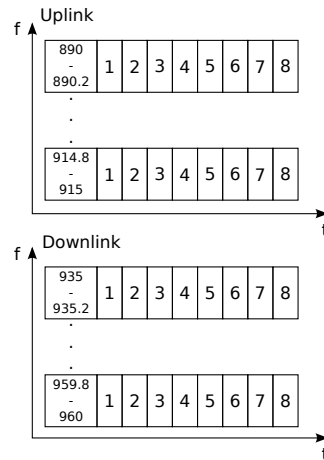 f Uplink
890 - 890.2 1 2 3 4 5 6 7 8
. . .
914.8 - 915 1 2 3 4 5 6 7 8
t
f Downlink
935 - 935.2 1 2 3 4 5 6 7 8
. . .
959.8 - 960 1 2 3 4 5 6 7 8
t